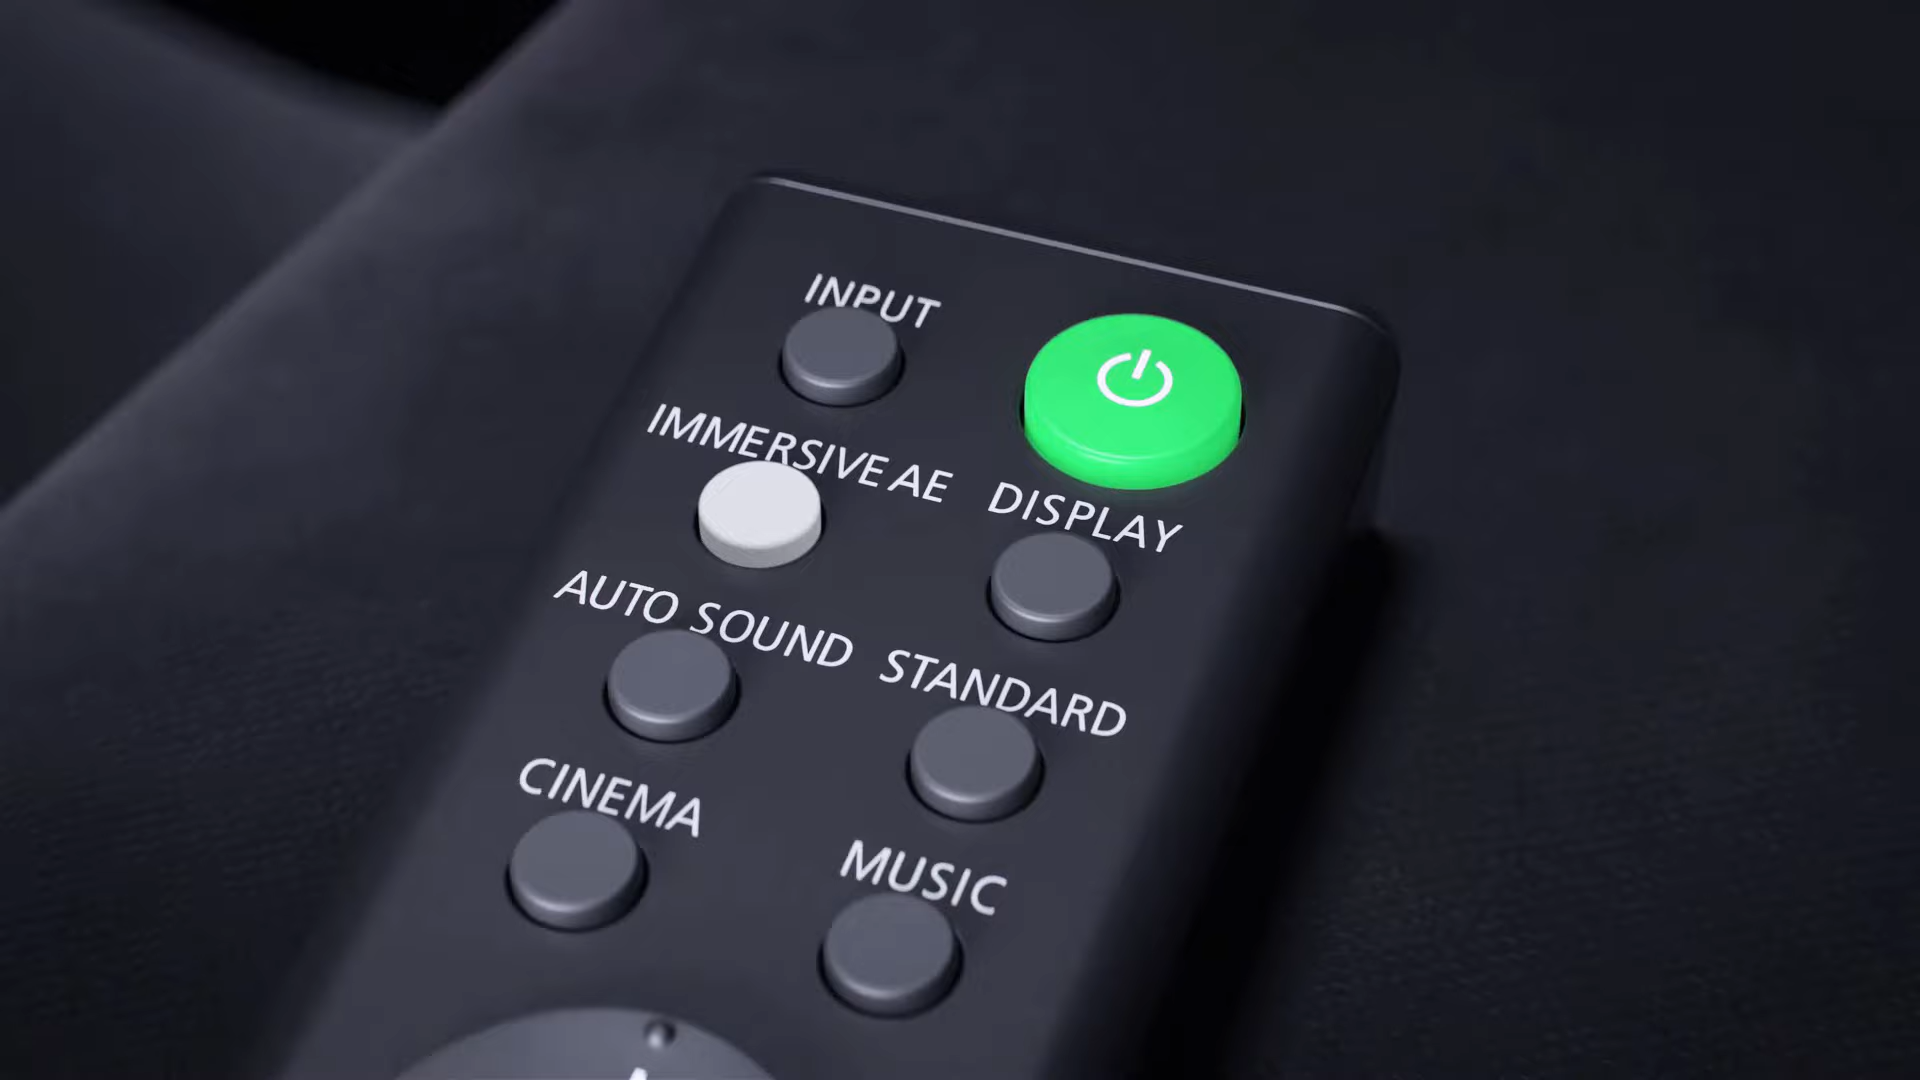 INPUT
IMMERSIVE AE
DISPLAY
AUTO SOUND
STANDARD
CINEMA
MUSIC